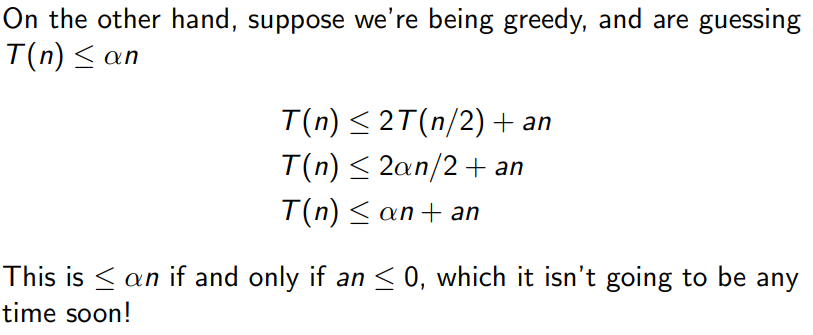 On the other hand, suppose we're being greedy, and are guessing
T(n) ≤ αn
T(n) ≤ 2T(n/2) + an
T(n) ≤ 2αn/2 + an
T(n) ≤ αn + an
This is ≤ αn if and only if an ≤ 0, which it isn't going to be any
time soon!